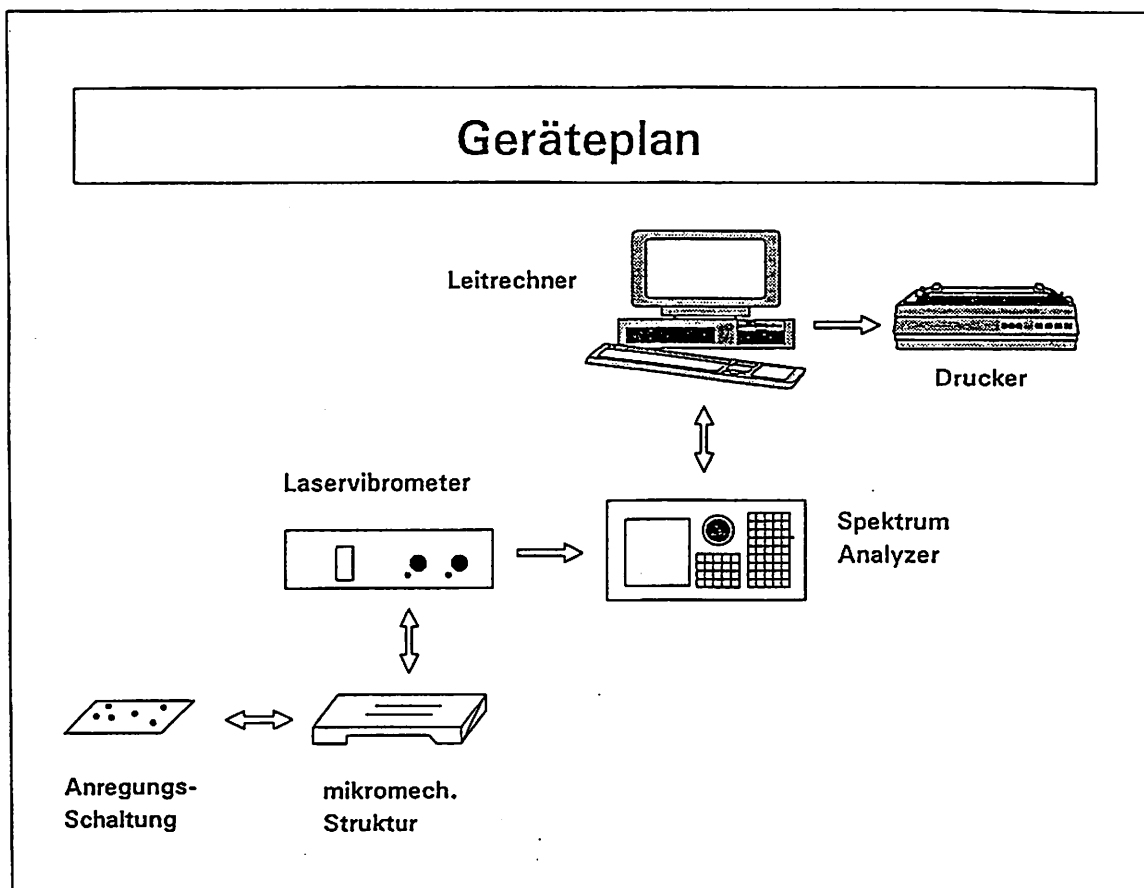 Geräteplan
Leitrechner
Drucker
Laservibrometer
Spektrum
Analyzer
Anregungs-
Schaltung
mikromech.
Struktur